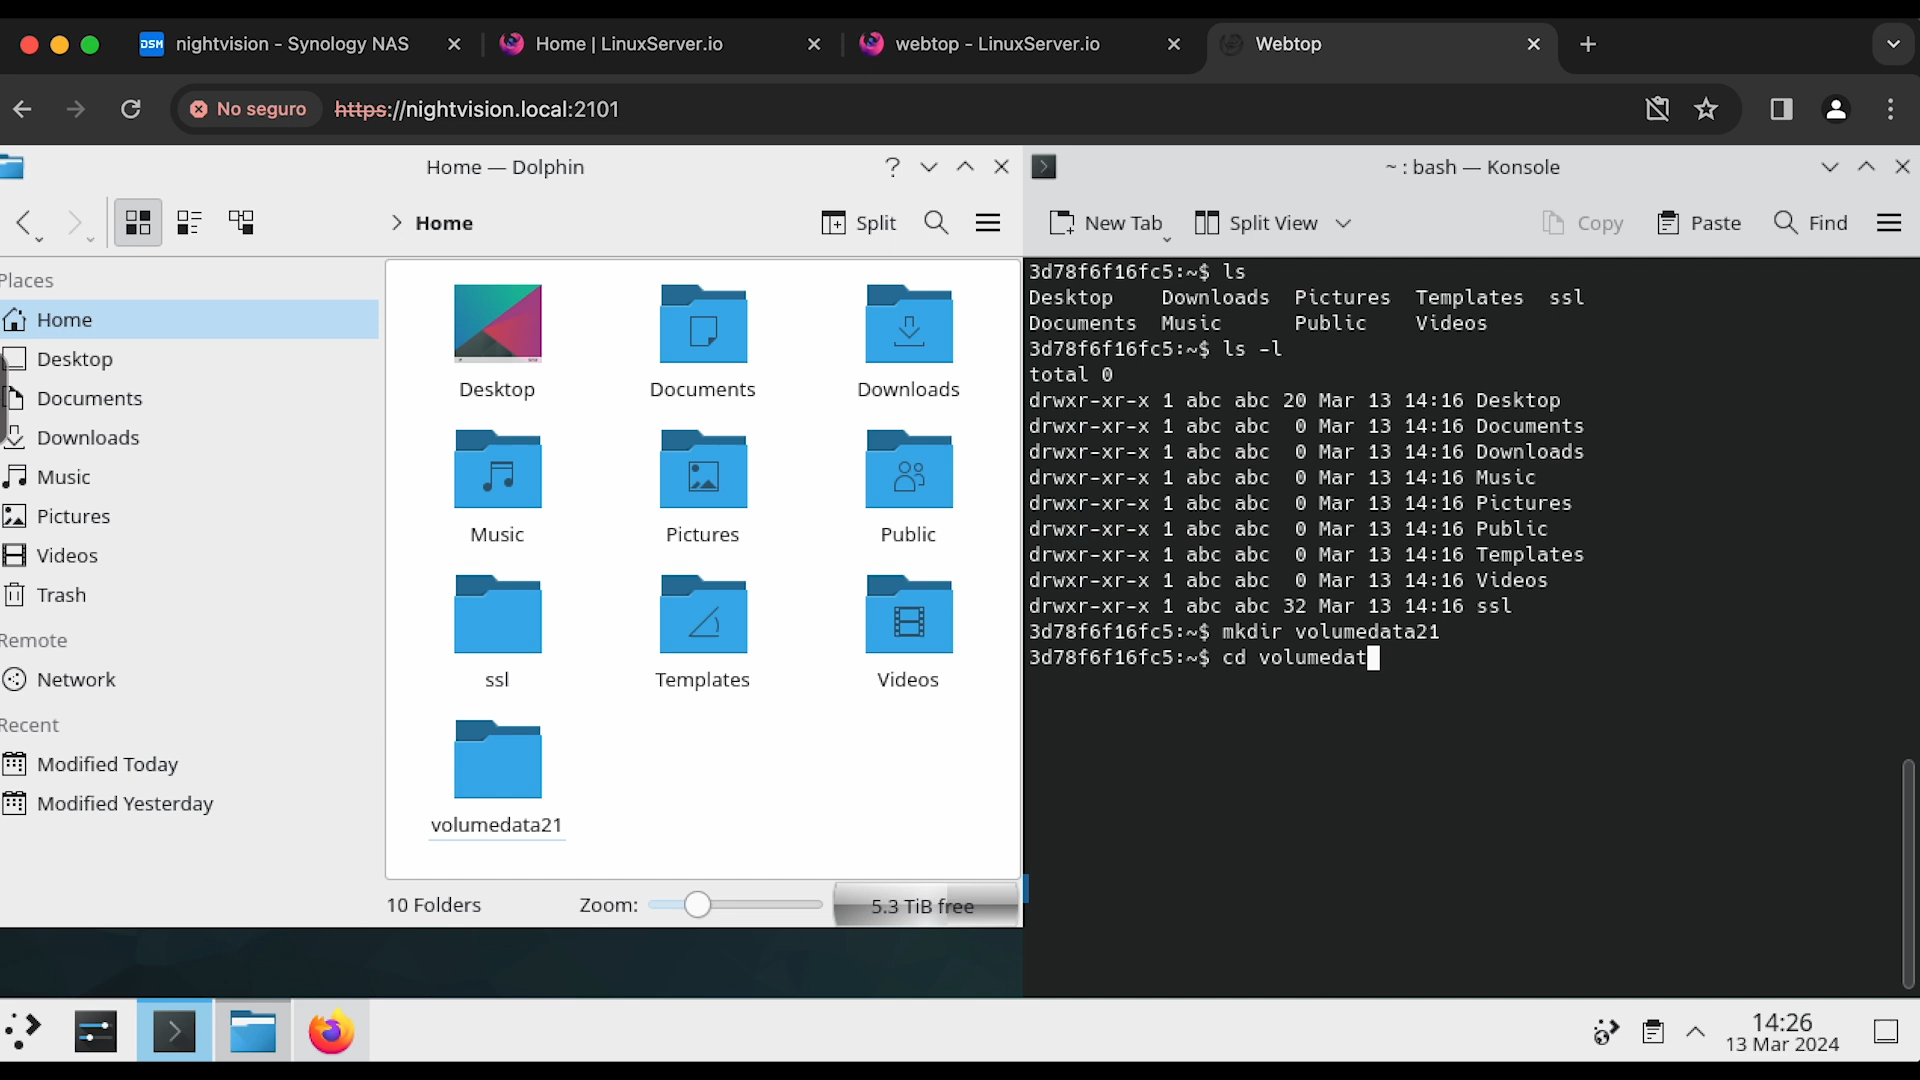 DSM nightvision - Synology NAS
Home | LinuxServer.io
webtop - LinuxServer.io
Webtop
No seguro
https://nightvision.local:2101
Home — Dolphin
~ : bash — Konsole
Home
Split
New Tab
Split View
Copy
Paste
Find
Places
Home
Desktop
Documents
Downloads
Music
Pictures
Videos
Trash
Remote
Network
Recent
Modified Today
Modified Yesterday
Desktop
Documents
Downloads
Music
Pictures
Public
ssl
Templates
Videos
volumedata21
10 Folders
Zoom:
5.3 TiB free
3d78f6f16fc5:~$ ls
Desktop Downloads Pictures Templates ssl
Documents Music Public Videos
3d78f6f16fc5:~$ ls -l
total 0
drwxr-xr-x 1 abc abc 20 Mar 13 14:16 Desktop
drwxr-xr-x 1 abc abc 0 Mar 13 14:16 Documents
drwxr-xr-x 1 abc abc 0 Mar 13 14:16 Downloads
drwxr-xr-x 1 abc abc 0 Mar 13 14:16 Music
drwxr-xr-x 1 abc abc 0 Mar 13 14:16 Pictures
drwxr-xr-x 1 abc abc 0 Mar 13 14:16 Public
drwxr-xr-x 1 abc abc 0 Mar 13 14:16 Templates
drwxr-xr-x 1 abc abc 0 Mar 13 14:16 Videos
drwxr-xr-x 1 abc abc 32 Mar 13 14:16 ssl
3d78f6f16fc5:~$ mkdir volumedata21
3d78f6f16fc5:~$ cd volumedat
14:26
13 Mar 2024